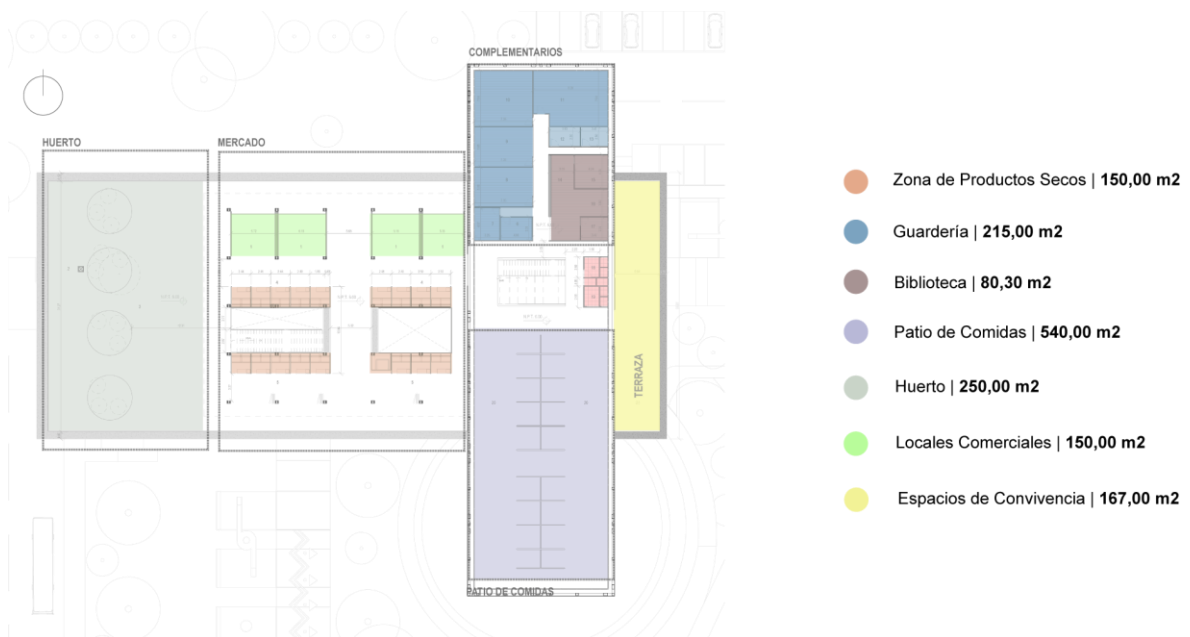 COMPLEMENTARIOS
HUERTO
MERCADO
TERRAZA
PATIO DE COMIDAS
Zona de Productos Secos | 150,00 m2
Guardería | 215,00 m2
Biblioteca | 80,30 m2
Patio de Comidas | 540,00 m2
Huerto | 250,00 m2
Locales Comerciales | 150,00 m2
Espacios de Convivencia | 167,00 m2